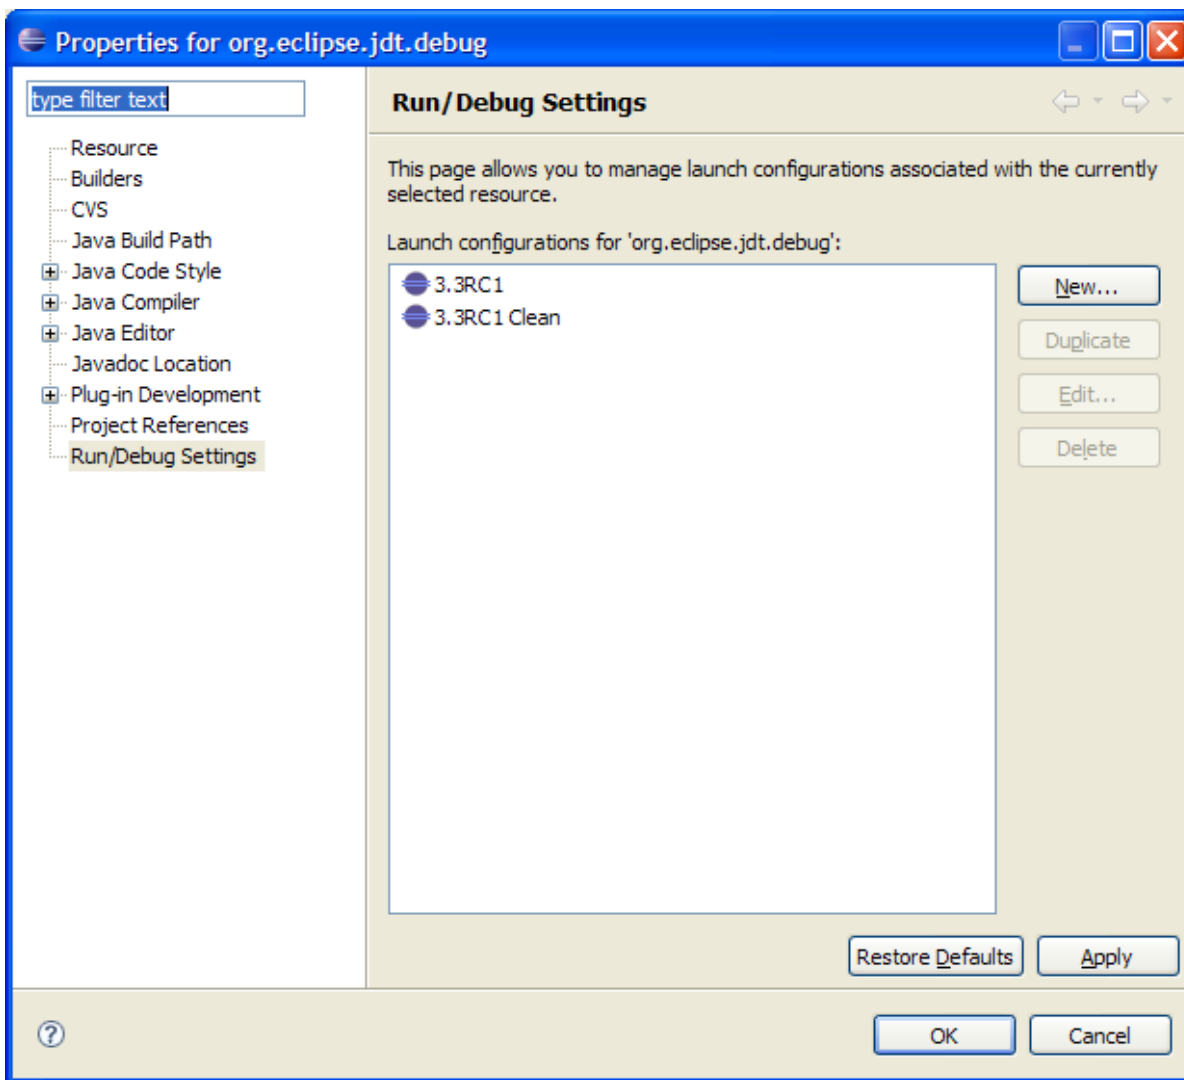 Properties for org.eclipse.jdt.debug
type filter text
Resource
Builders
CVS
Java Build Path
Java Code Style
Java Compiler
Java Editor
Javadoc Location
Plug-in Development
Project References
Run/Debug Settings
Run/Debug Settings
This page allows you to manage launch configurations associated with the currently
selected resource.
Launch configurations for 'org.eclipse.jdt.debug':
3.3RC1
3.3RC1 Clean
New...
Duplicate
Edit...
Delete
Restore Defaults
Apply
?
OK
Cancel